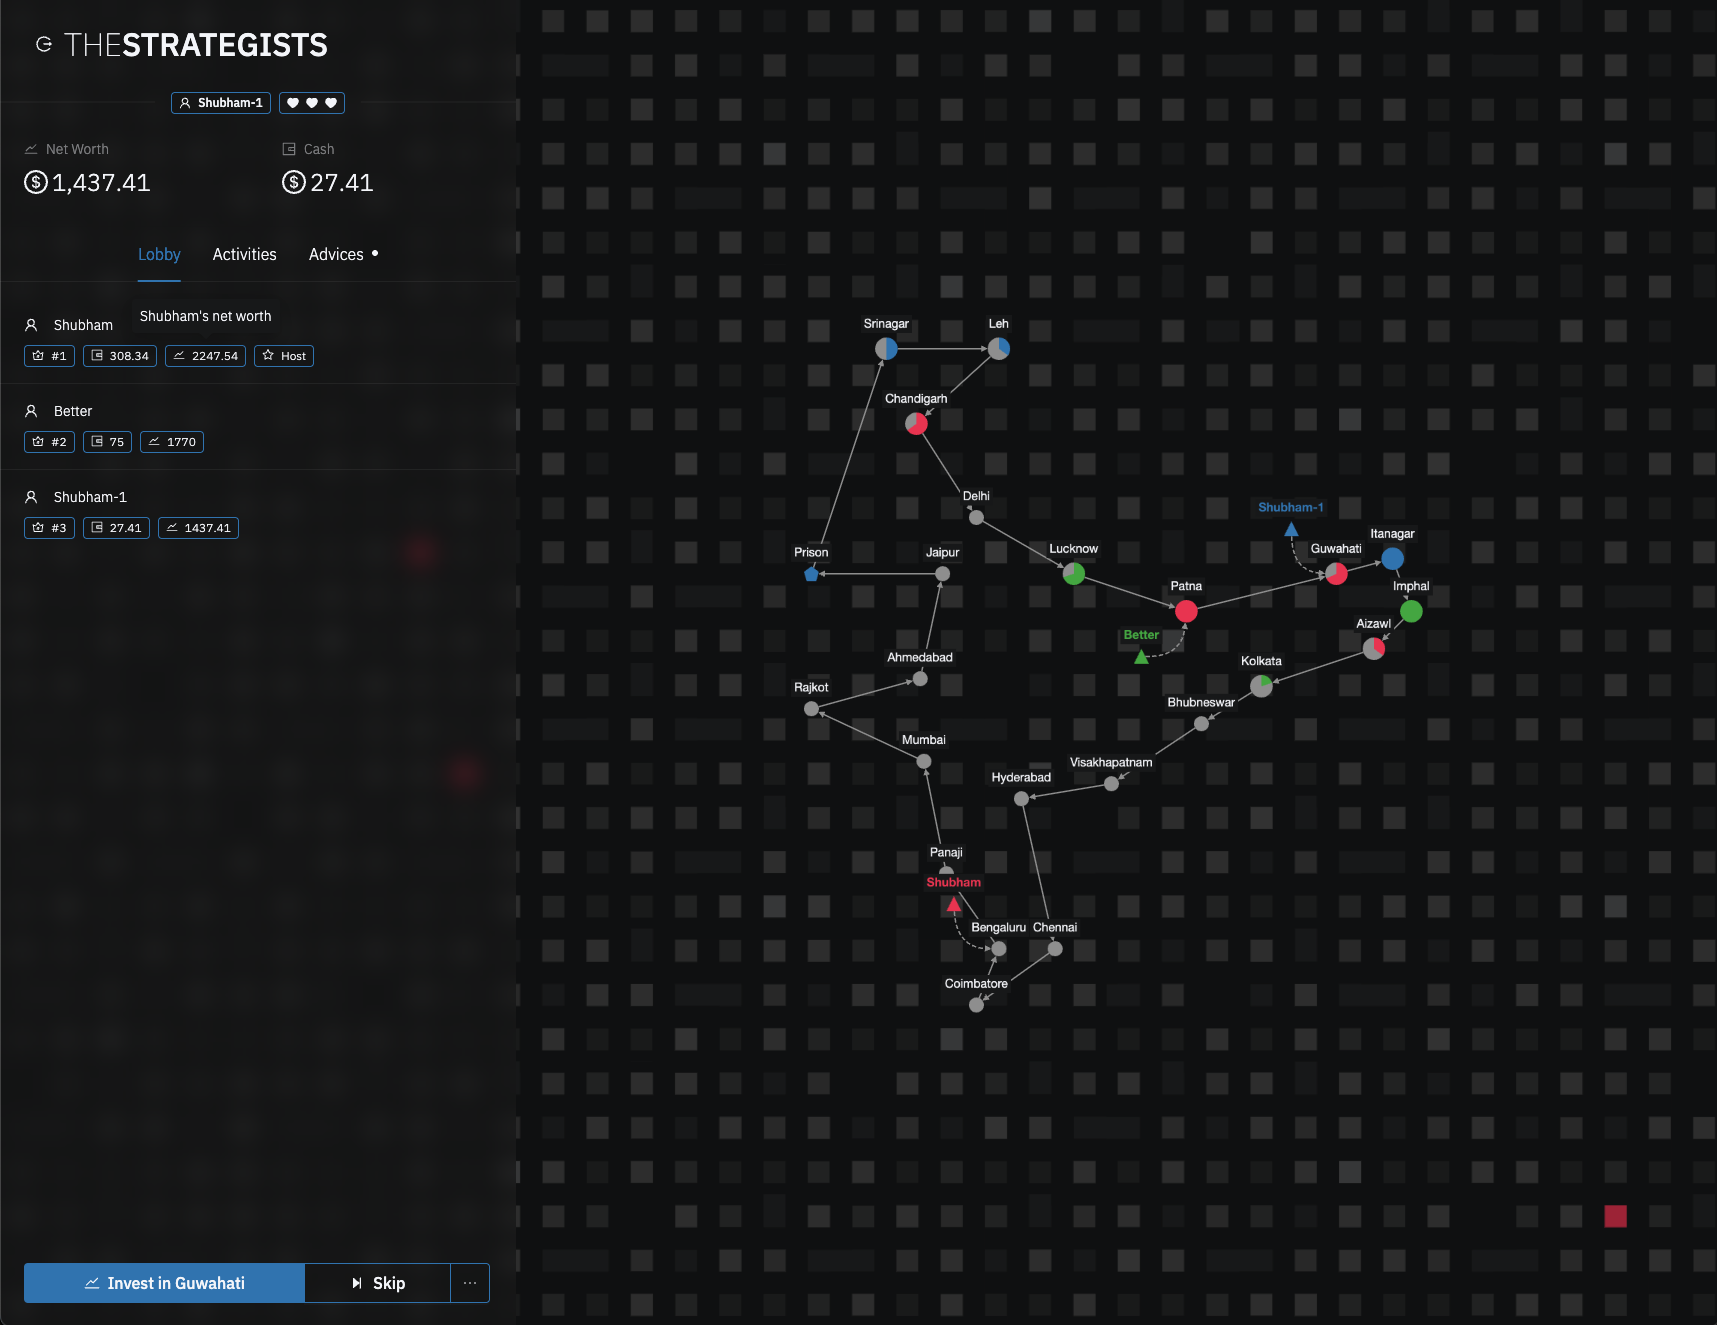 THESTRATEGISTS
Shubham-1
Net Worth
Cash
$ 1,437.41
$ 27.41
Lobby
Activities
Advices
Shubham's net worth
Shubham
#1
308.34
2247.54
Host
Better
#2
75
1770
Shubham-1
#3
27.41
1437.41
Invest in Guwahati
Skip
...
Srinagar
Leh
Chandigarh
Delhi
Shubham-1
Itanagar
Prison
Jaipur
Lucknow
Guwahati
Patna
Imphal
Better
Aizawl
Ahmedabad
Kolkata
Rajkot
Bhubneswar
Mumbai
Visakhapatnam
Hyderabad
Panaji
Shubham
Bengaluru
Chennai
Coimbatore